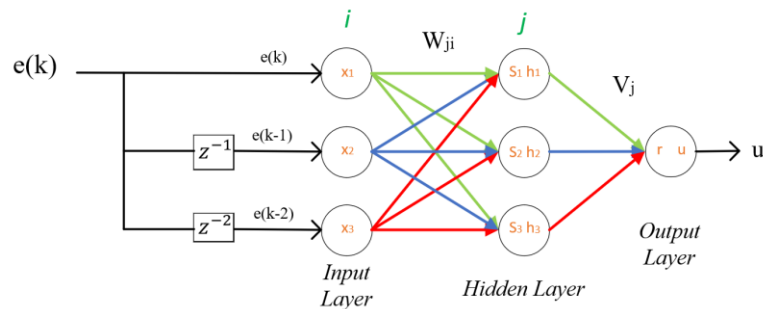 i
j
e(k)
e(k)
x₁
Wⱼᵢ
S₁ h₁
Vⱼ
z⁻¹
e(k-1)
x₂
S₂ h₂
r u
u
z⁻²
e(k-2)
x₃
S₃ h₃
Input
Layer
Hidden Layer
Output
Layer